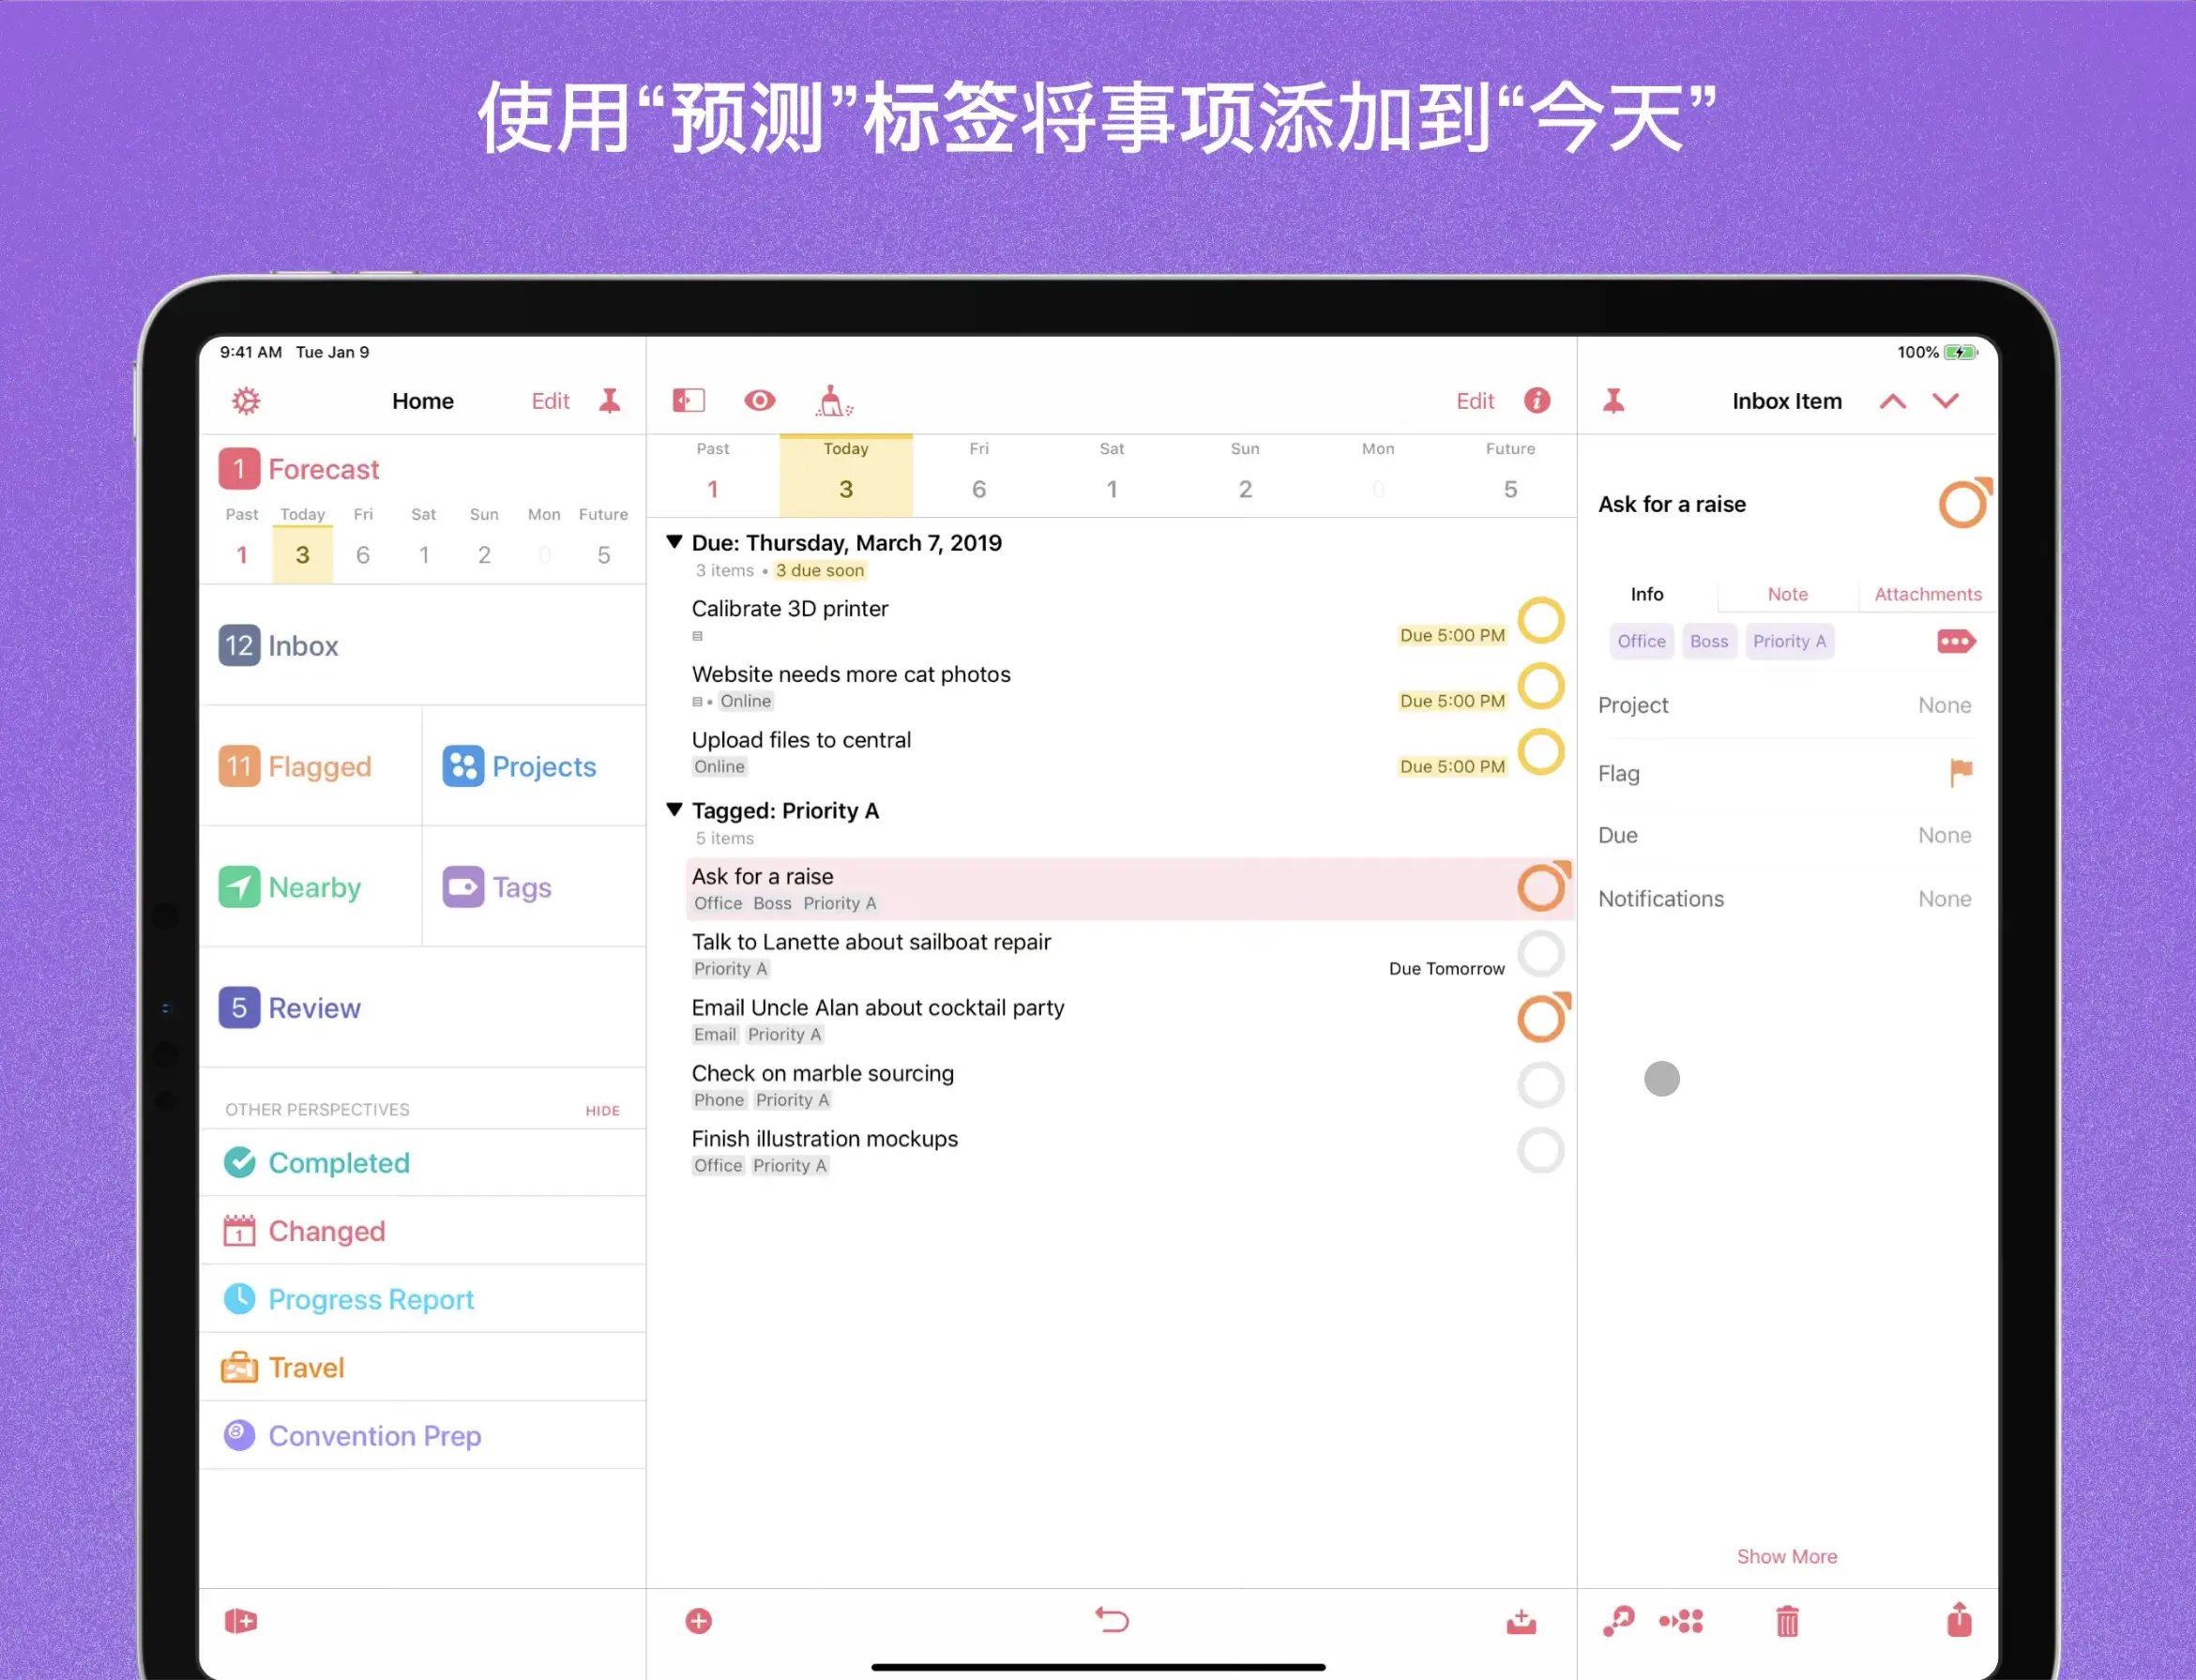 使用“预测”标签将事项添加到“今天”
9:41 AM Tue Jan 9
100%
Home
Edit
1 Forecast
Past Today Fri Sat Sun Mon Future
1 3 6 1 2 0 5
12 Inbox
11 Flagged
Projects
Nearby
Tags
5 Review
OTHER PERSPECTIVES
HIDE
Completed
1 Changed
Progress Report
Travel
8 Convention Prep
Edit
Past Today Fri Sat Sun Mon Future
1 3 6 1 2 0 5
Due: Thursday, March 7, 2019
3 items • 3 due soon
Calibrate 3D printer
Due 5:00 PM
Website needs more cat photos
• Online
Due 5:00 PM
Upload files to central
Online
Due 5:00 PM
Tagged: Priority A
5 items
Ask for a raise
Office Boss Priority A
Talk to Lanette about sailboat repair
Priority A
Due Tomorrow
Email Uncle Alan about cocktail party
Email Priority A
Check on marble sourcing
Phone Priority A
Finish illustration mockups
Office Priority A
Inbox Item
Ask for a raise
Info Note Attachments
Office Boss Priority A
Project None
Flag
Due None
Notifications None
Show More